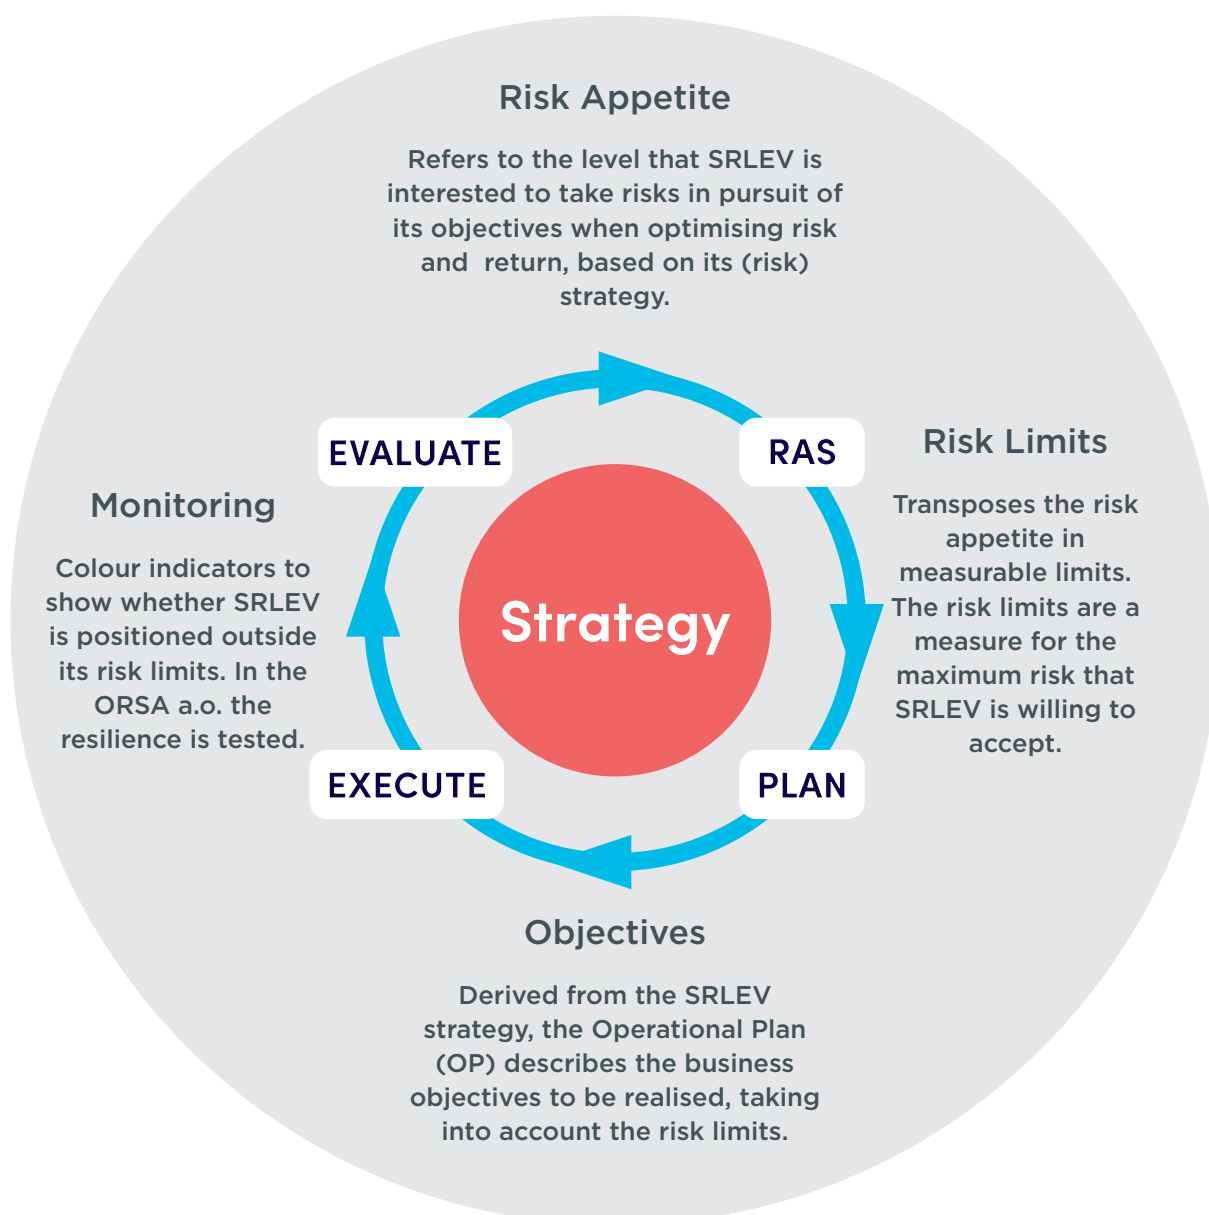 Risk Appetite
Refers to the level that SRLEV is
interested to take risks in pursuit of
its objectives when optimising risk
and return, based on its (risk)
strategy.
EVALUATE
RAS
Risk Limits
Transposes the risk
appetite in
measurable limits.
The risk limits are a
measure for the
maximum risk that
SRLEV is willing to
accept.
Monitoring
Colour indicators to
show whether SRLEV
is positioned outside
its risk limits. In the
ORSA a.o. the
resilience is tested.
Strategy
EXECUTE
PLAN
Objectives
Derived from the SRLEV
strategy, the Operational Plan
(OP) describes the business
objectives to be realised, taking
into account the risk limits.